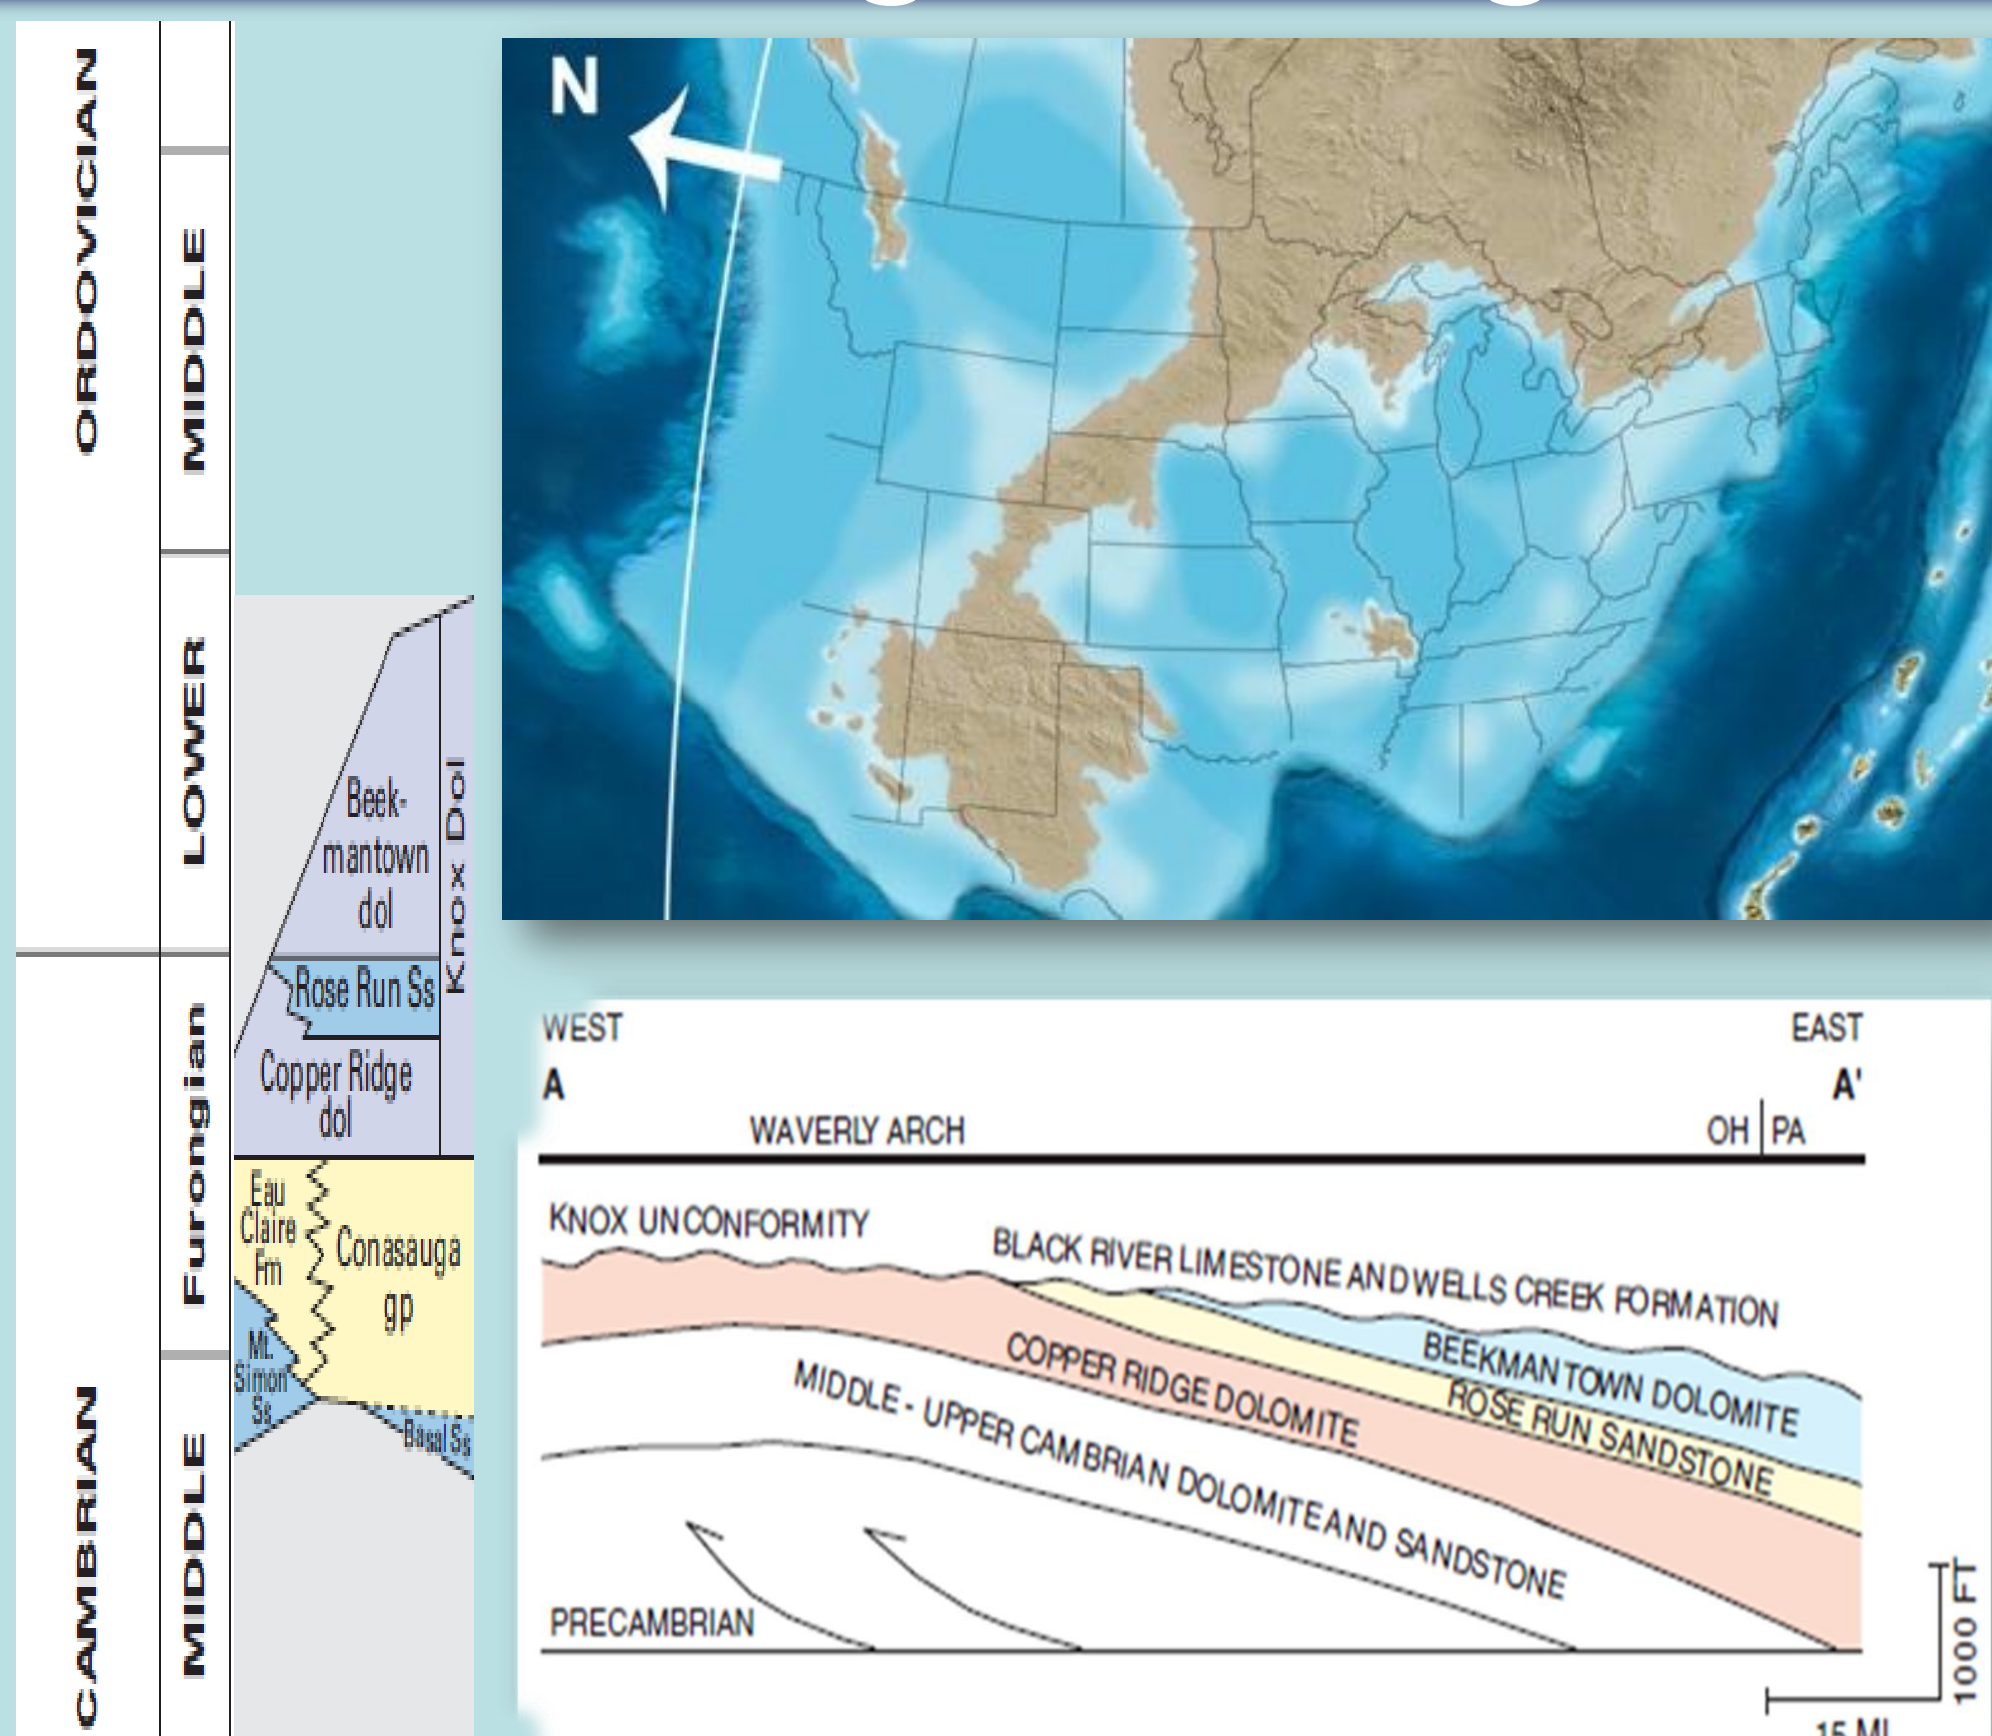 ORDOVICIAN
MIDDLE
LOWER
CAMBRIAN
Furongian
MIDDLE
Beek-
mantown
dol
Knox Dol
Rose Run Ss
Copper Ridge
dol
Eau
Claire
Fm
Conasauga
gp
Mt.
Simon
Ss
Basal Ss
N
WEST
EAST
A
A'
WAVERLY ARCH
OH PA
KNOX UNCONFORMITY
BLACK RIVER LIMESTONE AND WELLS CREEK FORMATION
BEEKMANTOWN DOLOMITE
ROSE RUN SANDSTONE
COPPER RIDGE DOLOMITE
MIDDLE - UPPER CAMBRIAN DOLOMITE AND SANDSTONE
PRECAMBRIAN
1000 FT
15 MI